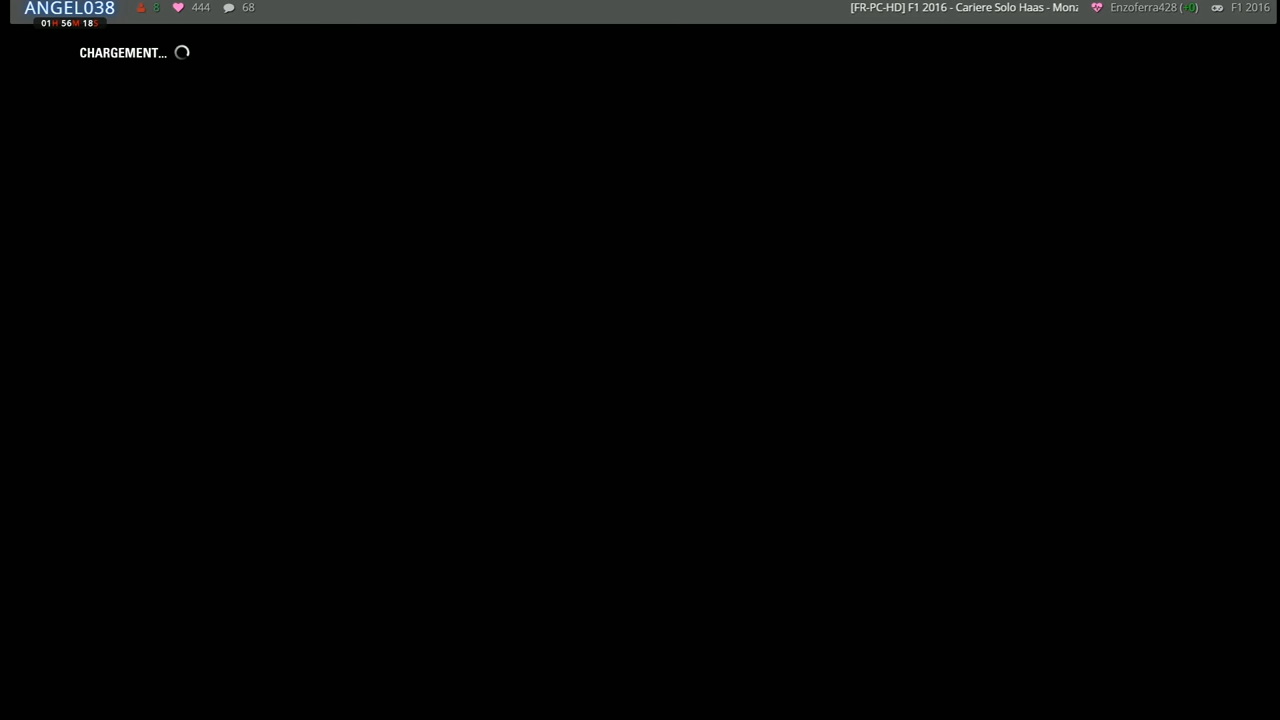 ANGEL038 8 444 68 [FR-PC-HD] F1 2016 - Cariere Solo Haas - Monz Enzoferra428 (+0) F1 2016
01H 56M 18S
CHARGEMENT...